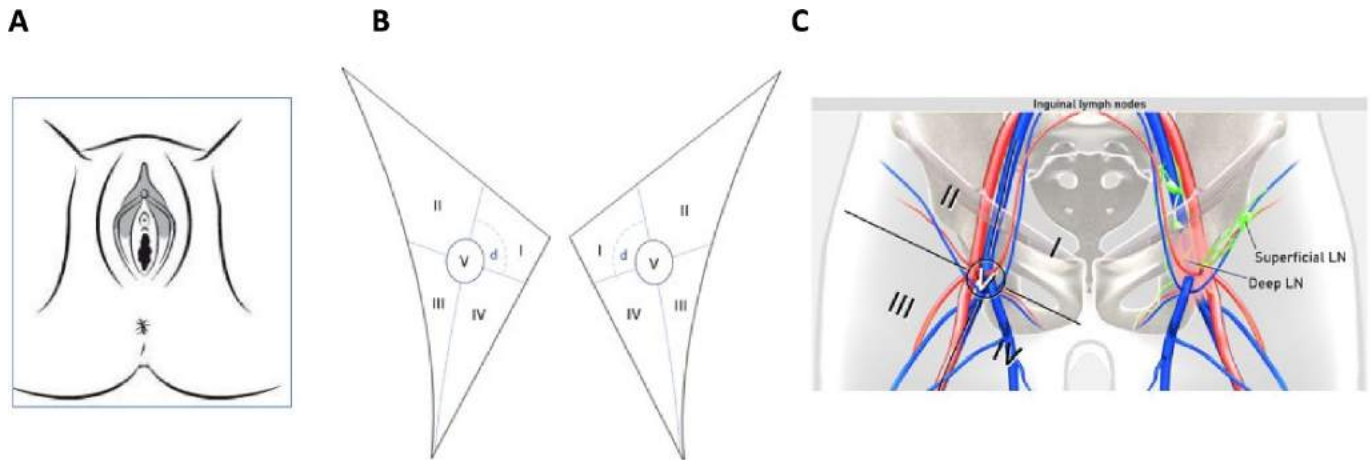 A
B
C
II
I
d
V
III
IV
II
I
d
V
IV
III
Inguinal lymph nodes
II
I
V
III
IV
Superficial LN
Deep LN